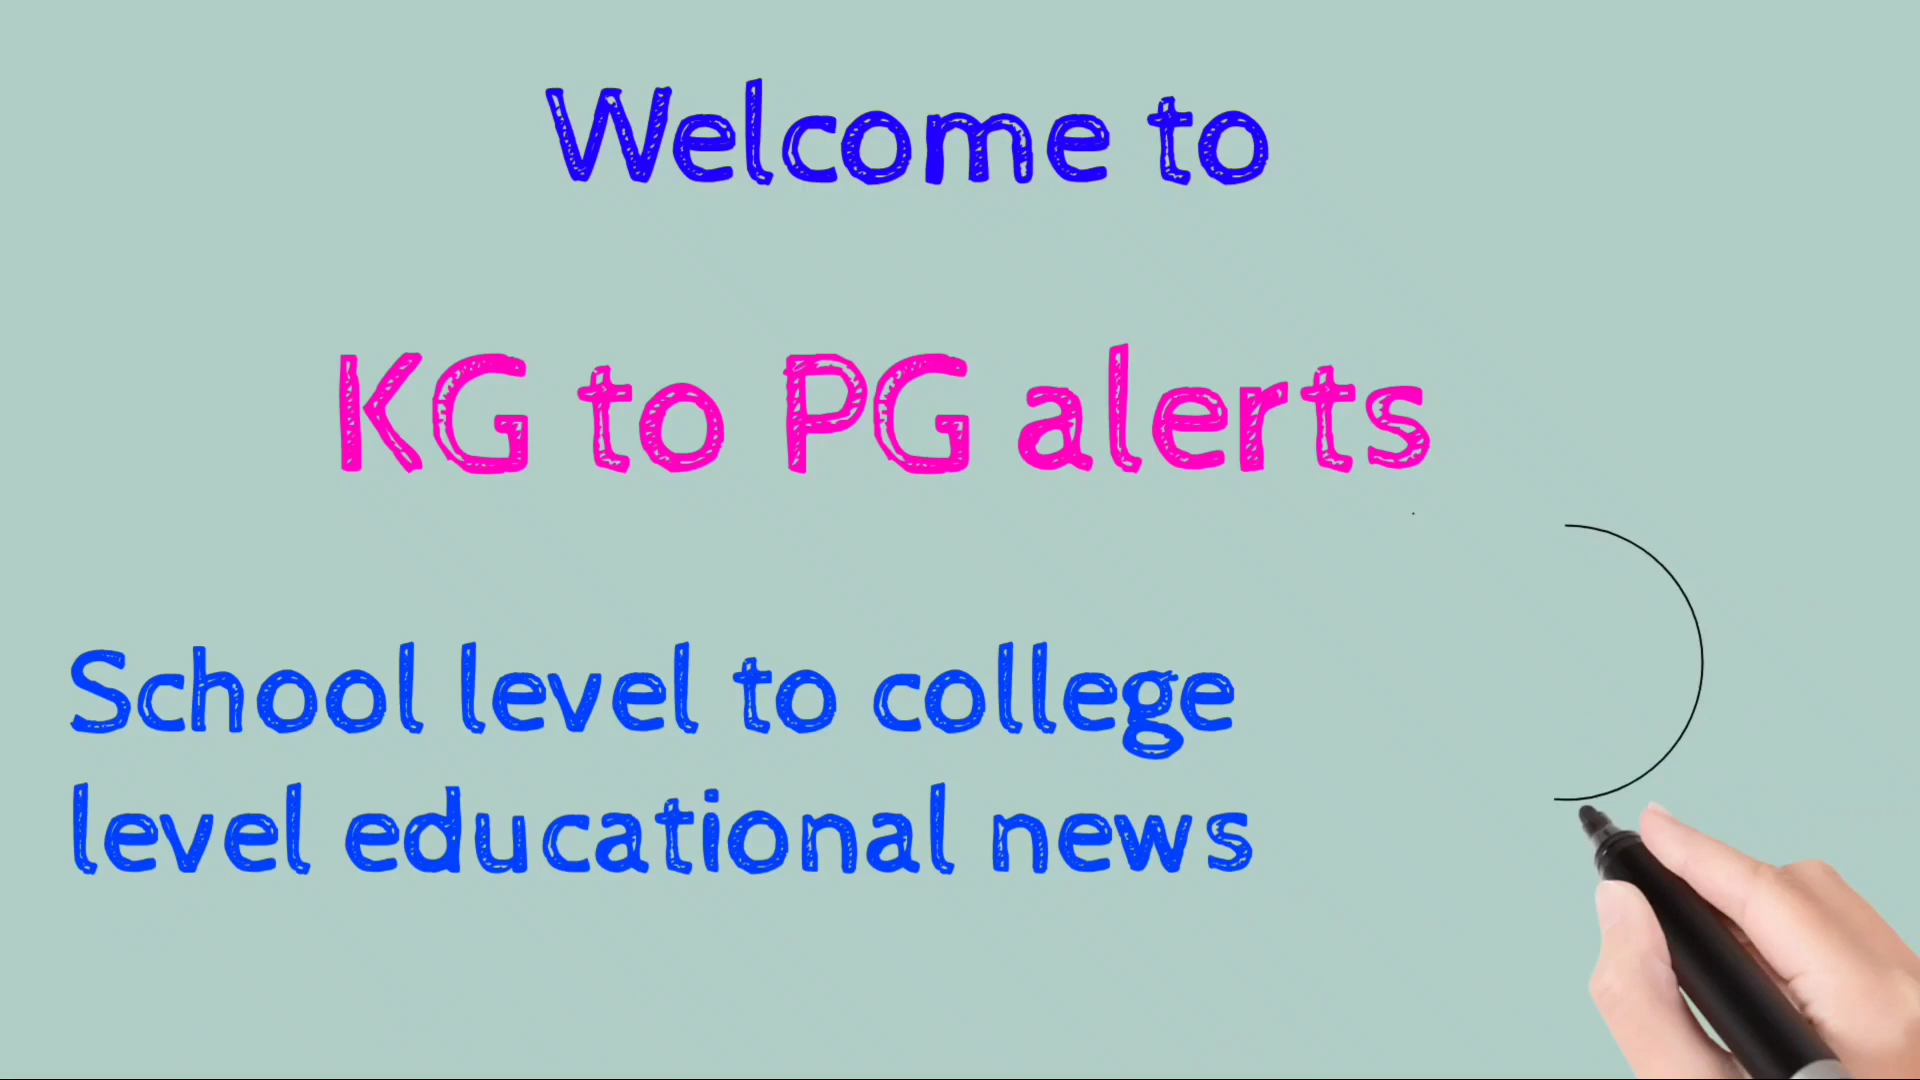 Welcome to
KG to PG alerts
School level to college
level educational news